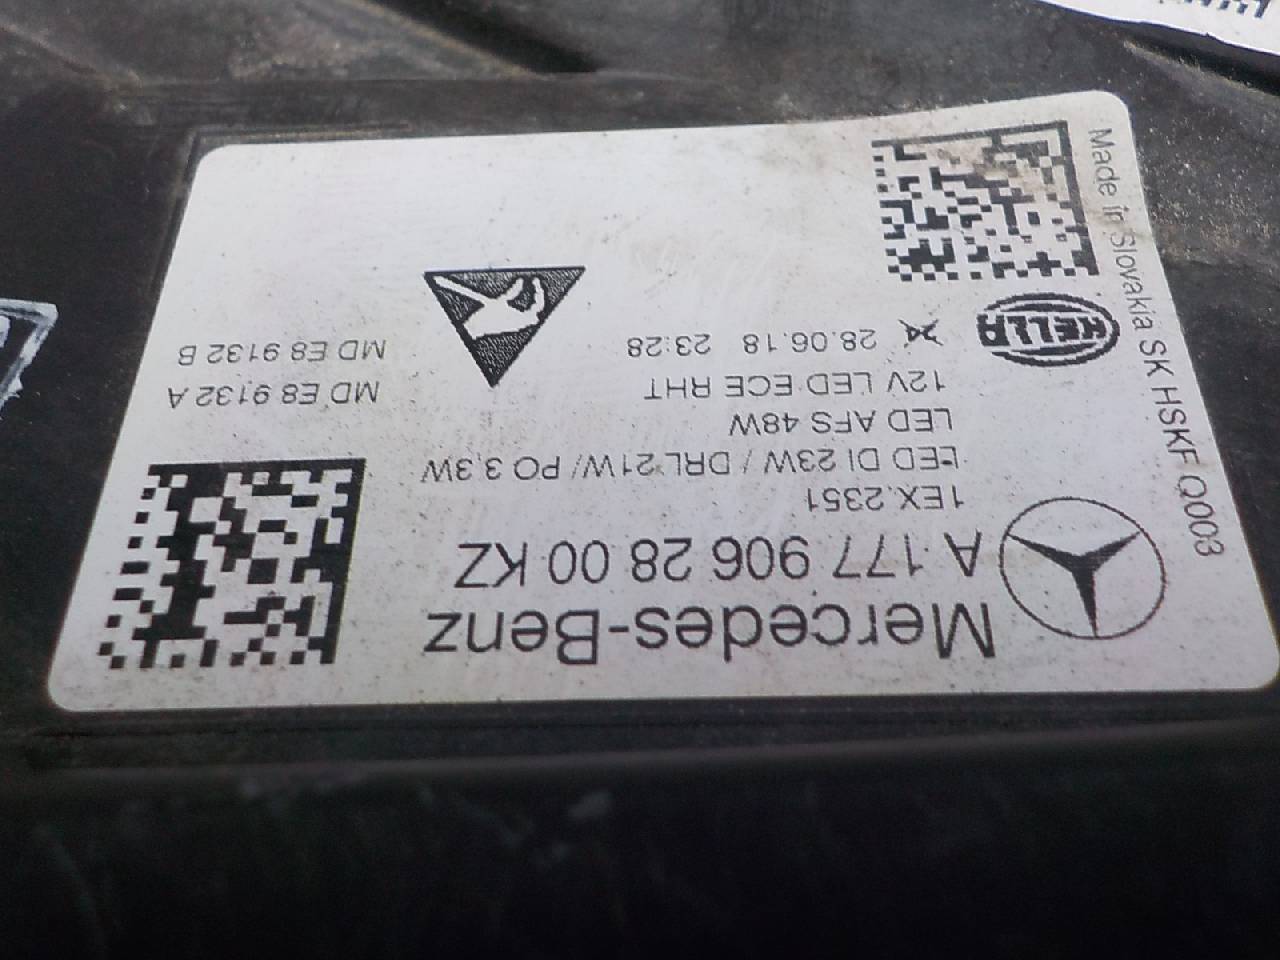 Mercedes-Benz
A 177 906 28 00 KZ
1EX.2351
LED DI 23W / DRL 21W/ PO 3,3W
LED AFS 48W
12V LED ECE RHT
28.06.18 23:28
HELLA
MD E8 9132 A
MD E8 9132 B
Made in Slovakia SK HSKF Q003